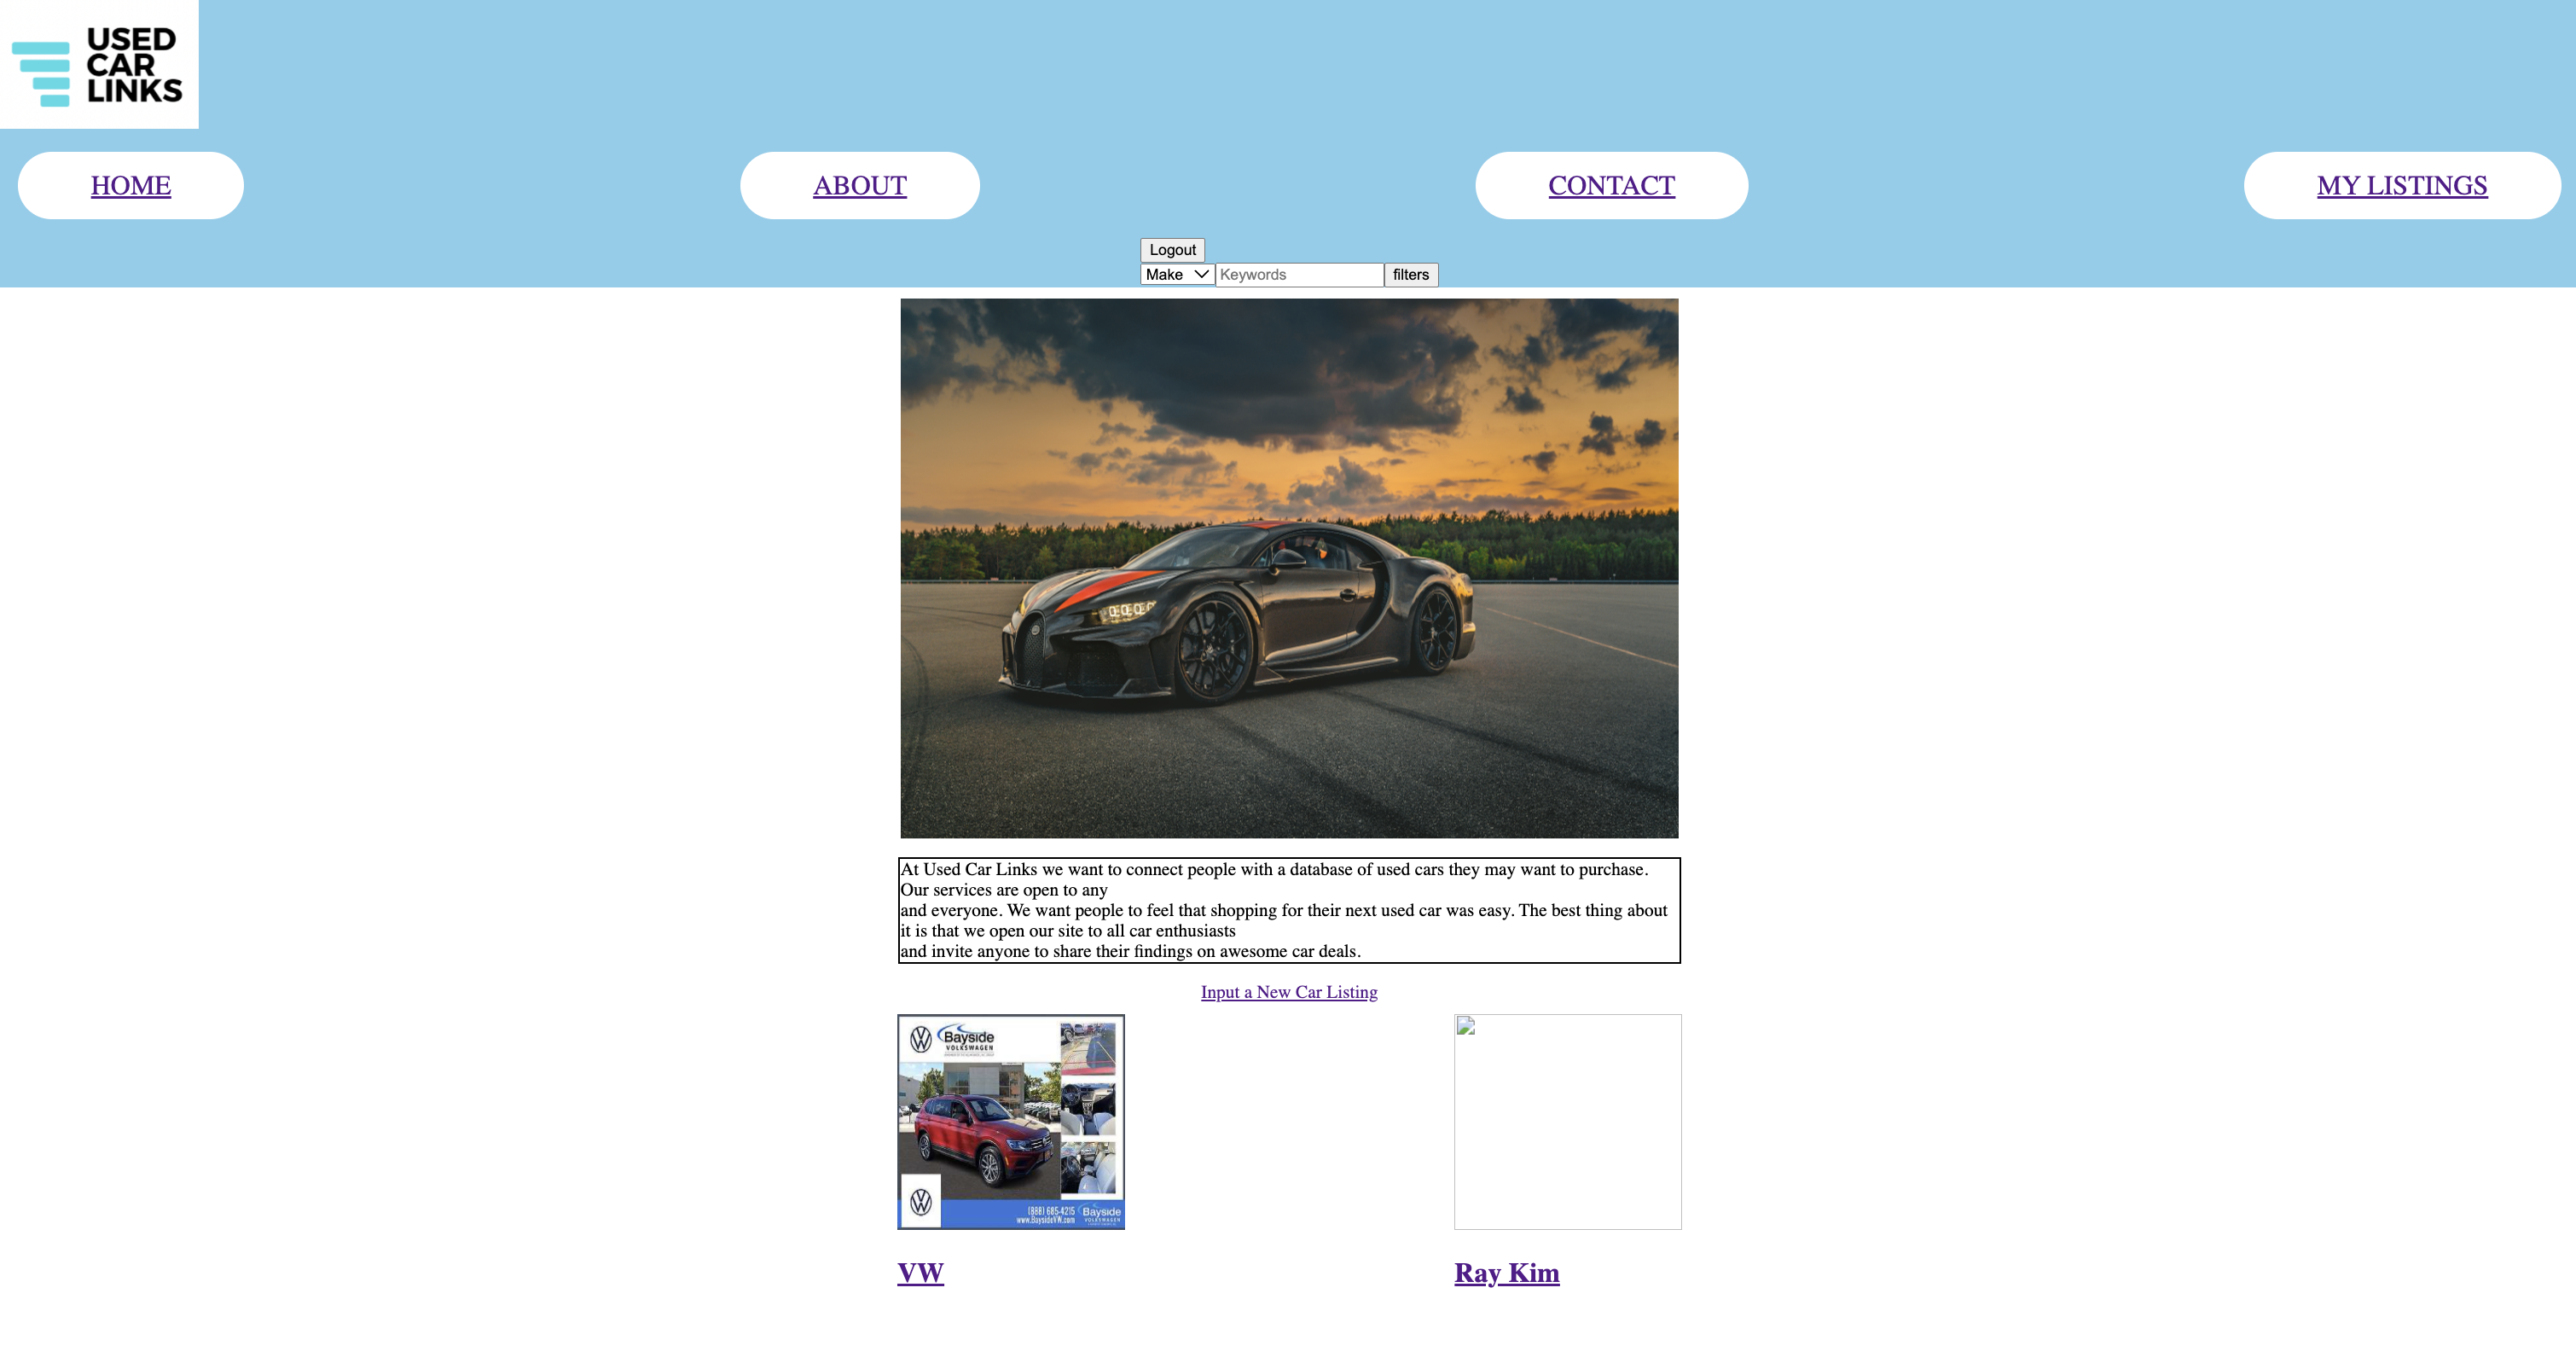 USED
CAR
LINKS
HOME
ABOUT
CONTACT
MY LISTINGS
Logout
Make
Keywords
filters
At Used Car Links we want to connect people with a database of used cars they may want to purchase.
Our services are open to any
and everyone. We want people to feel that shopping for their next used car was easy. The best thing about
it is that we open our site to all car enthusiasts
and invite anyone to share their findings on awesome car deals.
Input a New Car Listing
Bayside
VOLKSWAGEN
(888) 685-4215
www.BaysideVW.com
Bayside
VOLKSWAGEN
VW
Ray Kim